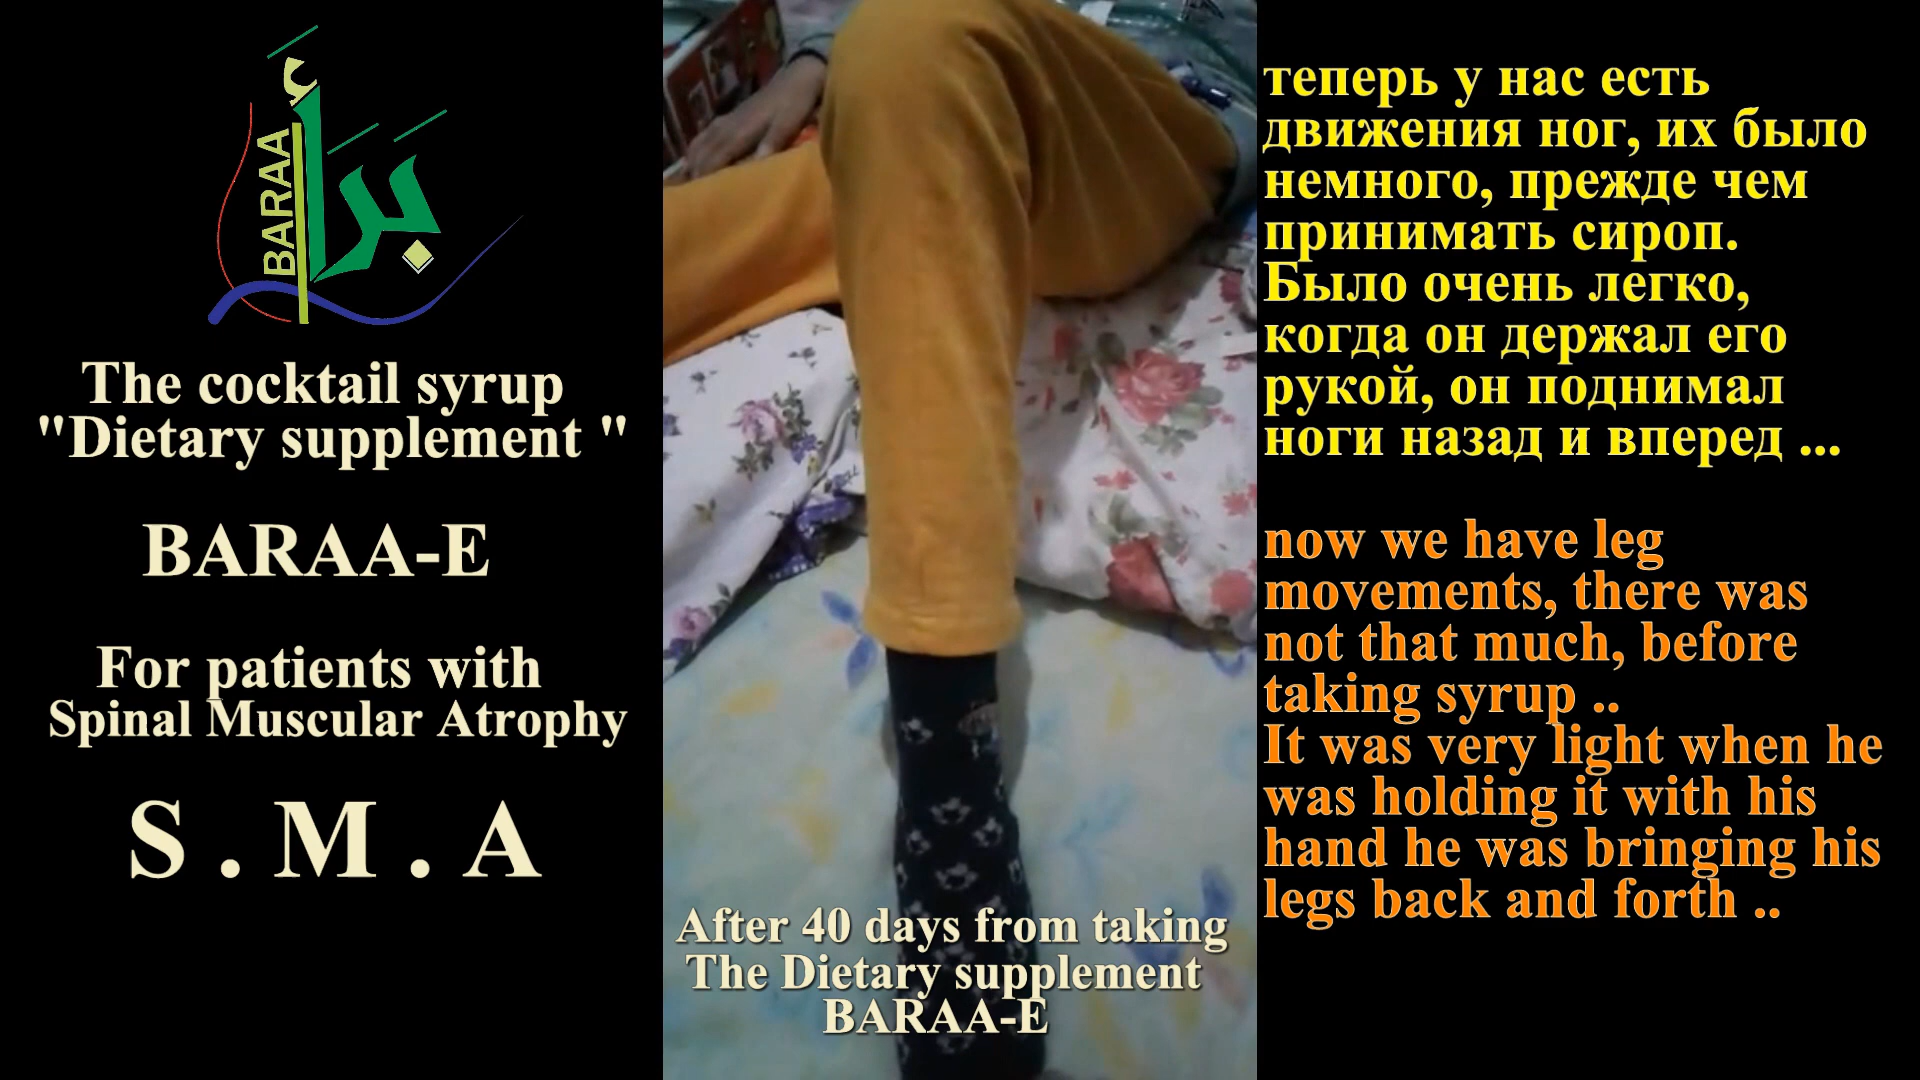 بَرَأَ
BARAA
The cocktail syrup
"Dietary supplement "
BARAA-E
For patients with
Spinal Muscular Atrophy
S . M . A
After 40 days from taking
The Dietary supplement
BARAA-E
теперь у нас есть
движения ног, их было
немного, прежде чем
принимать сироп.
Было очень легко,
когда он держал его
рукой, он поднимал
ноги назад и вперед ...
now we have leg
movements, there was
not that much, before
taking syrup ..
It was very light when he
was holding it with his
hand he was bringing his
legs back and forth ..